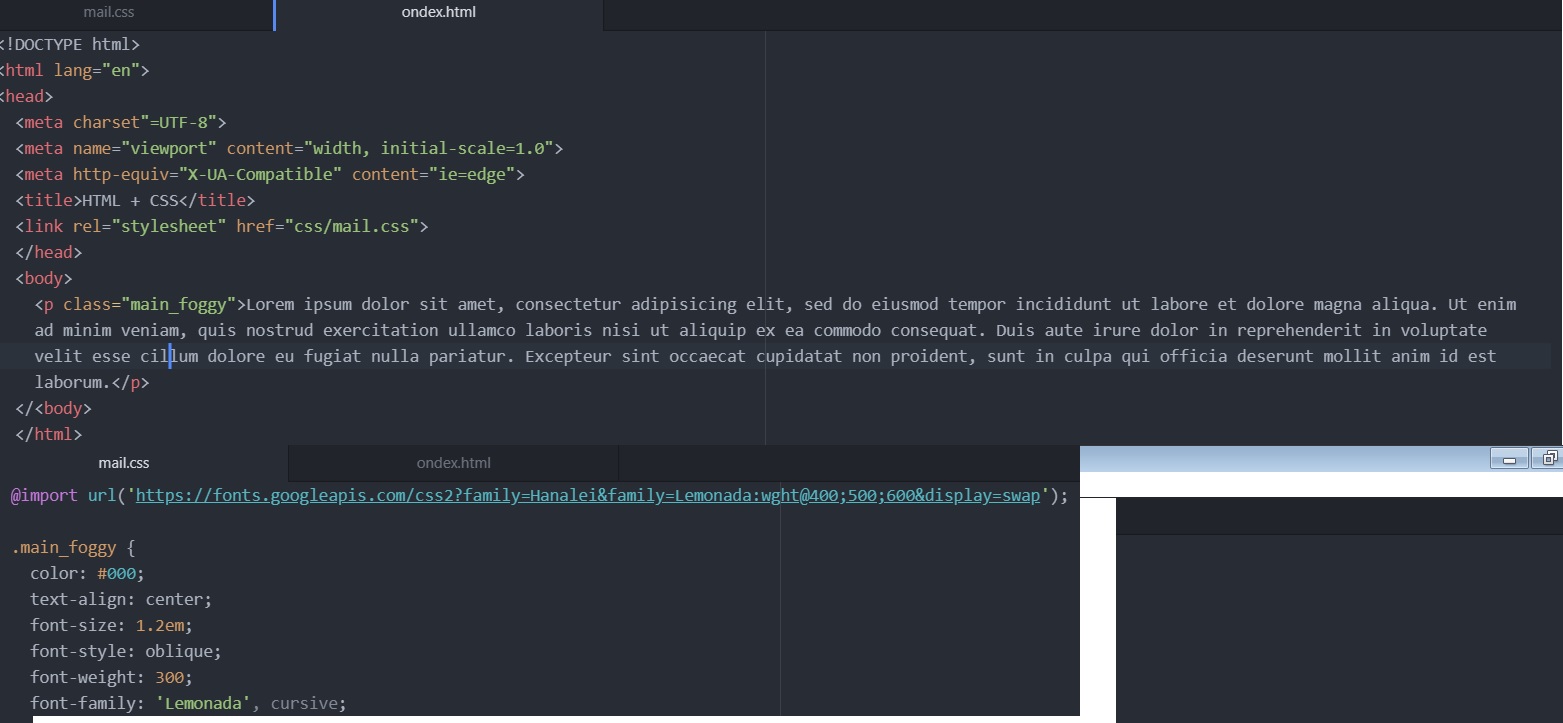 mail.css ondex.html
<!DOCTYPE html>
<html lang="en">
<head>
<meta charset"=UTF-8">
<meta name="viewport" content="width, initial-scale=1.0">
<meta http-equiv="X-UA-Compatible" content="ie=edge">
<title>HTML + CSS</title>
<link rel="stylesheet" href="css/mail.css">
</head>
<body>
<p class="main_foggy">Lorem ipsum dolor sit amet, consectetur adipisicing elit, sed do eiusmod tempor incididunt ut labore et dolore magna aliqua. Ut enim
ad minim veniam, quis nostrud exercitation ullamco laboris nisi ut aliquip ex ea commodo consequat. Duis aute irure dolor in reprehenderit in voluptate
velit esse cillum dolore eu fugiat nulla pariatur. Excepteur sint occaecat cupidatat non proident, sunt in culpa qui officia deserunt mollit anim id est
laborum.</p>
</<body>
</html>
mail.css ondex.html
@import url('https://fonts.googleapis.com/css2?family=Hanalei&family=Lemonada:wght@400;500;600&display=swap');
.main_foggy {
color: #000;
text-align: center;
font-size: 1.2em;
font-style: oblique;
font-weight: 300;
font-family: 'Lemonada', cursive;